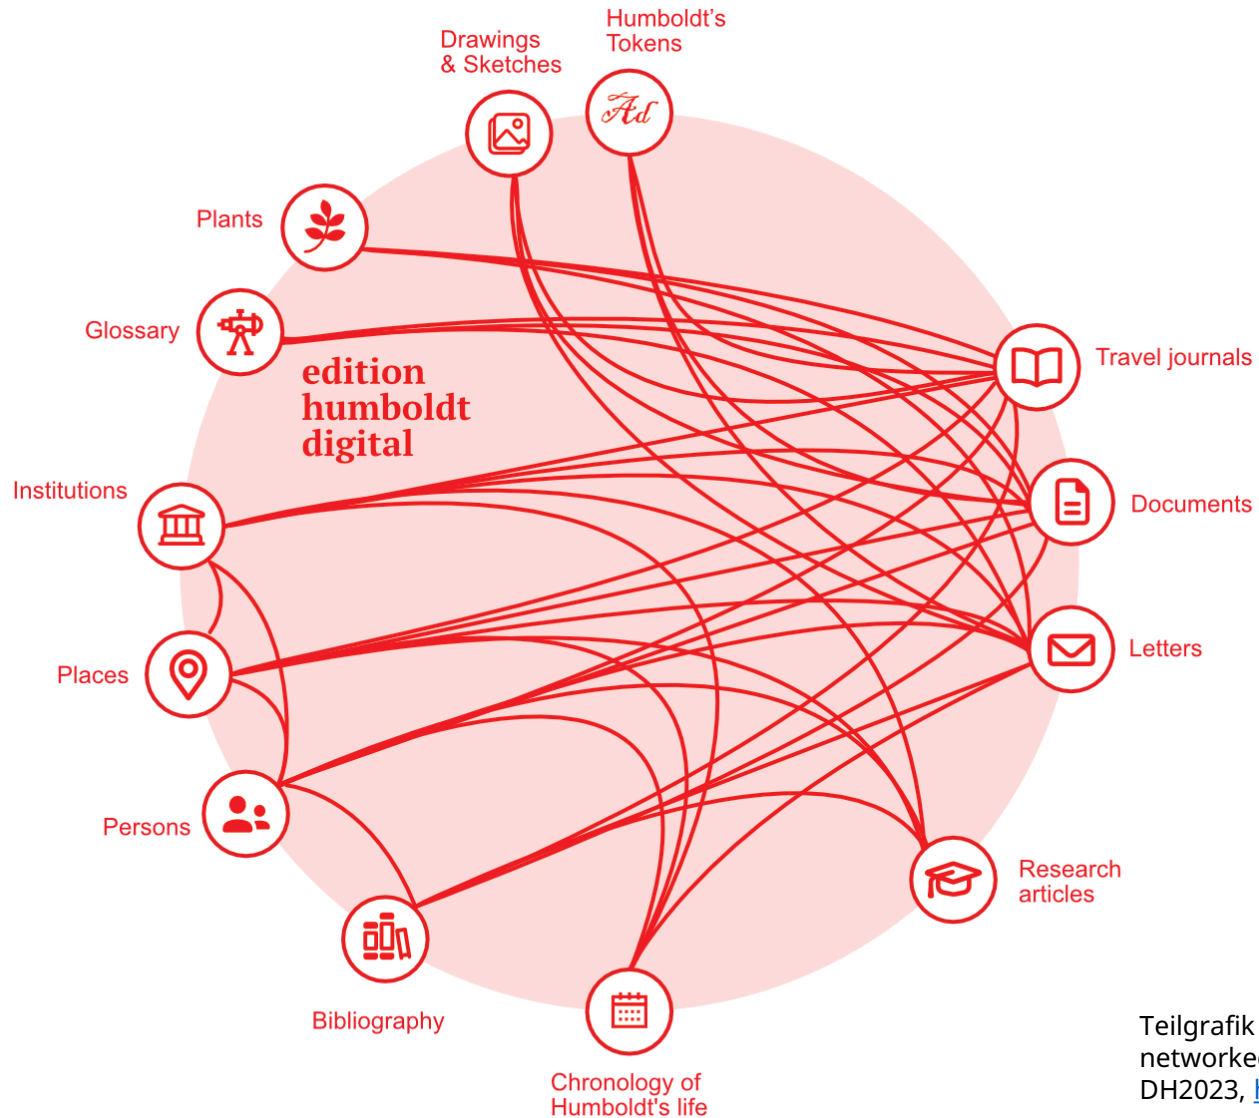 Humboldt’s
Tokens
Drawings
& Sketches
Ad
Plants
Glossary
edition
humboldt
digital
Travel journals
Institutions
Documents
Places
Letters
Persons
Research
articles
Bibliography
Chronology of
Humboldt's life
Teilgrafik
DH2023,